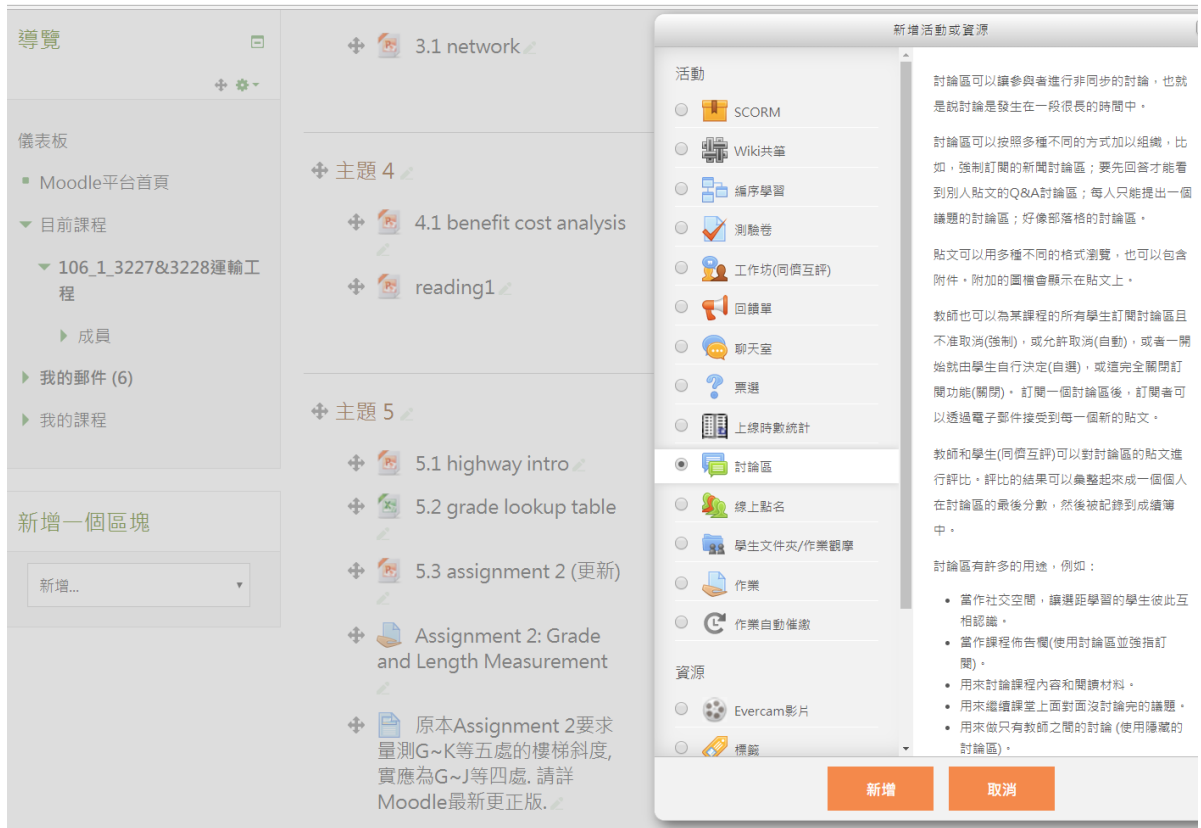 導覽
儀表板
Moodle平台首頁
目前課程
106_1_3227&3228運輸工
程
成員
我的郵件 (6)
我的課程
新增一個區塊
新增...
3.1 network
主題 4
4.1 benefit cost analysis
reading1
主題 5
5.1 highway intro
5.2 grade lookup table
5.3 assignment 2 (更新)
Assignment 2: Grade
and Length Measurement
原本Assignment 2要求
量測G~K等五處的樓梯斜度,
實應為G~J等四處. 請詳
Moodle最新更正版.
新增活動或資源
活動
SCORM
Wiki共筆
編序學習
測驗卷
工作坊(同儕互評)
回饋單
聊天室
票選
上線時數統計
討論區
線上點名
學生文件夾/作業觀摩
作業
作業自動催繳
資源
Evercam影片
標籤
討論區可以讓參與者進行非同步的討論，也就
是說討論是發生在一段很長的時間中。
討論區可以按照多種不同的方式加以組織，比
如，強制訂閱的新聞討論區；要先回答才能看
到別人貼文的Q&A討論區；每人只能提出一個
議題的討論區；好像部落格的討論區。
貼文可以用多種不同的格式瀏覽，也可以包含
附件。附加的圖檔會顯示在貼文上。
教師也可以為某課程的所有學生訂閱討論區且
不准取消(強制)，或允許取消(自動)，或者一開
始就由學生自行決定(自選)，或這完全關閉訂
閱功能(關閉)。 訂閱一個討論區後，訂閱者可
以透過電子郵件接受到每一個新的貼文。
教師和學生(同儕互評)可以對討論區的貼文進
行評比。評比的結果可以彙整起來成一個個人
在討論區的最後分數，然後被記錄到成績簿
中。
討論區有許多的用途，例如：
當作社交空間，讓選距學習的學生彼此互
相認識。
當作課程佈告欄(使用討論區並強指訂
閱)。
用來討論課程內容和閱讀材料。
用來繼續課堂上面對面沒討論完的議題。
用來做只有教師之間的討論 (使用隱藏的
討論區)。
新增
取消